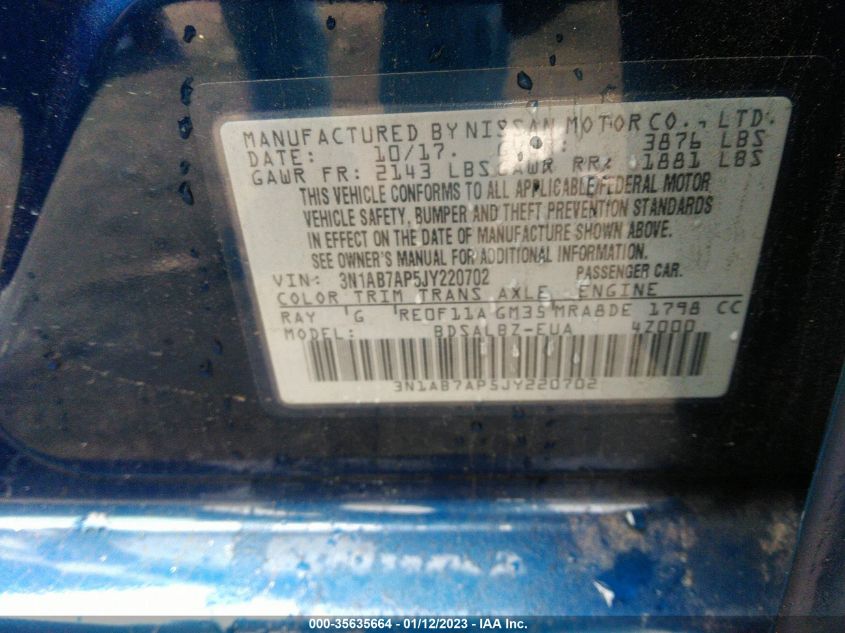 MANUFACTURED BY NISSAN MOTOR CO., LTD.
DATE: 10/17. 3876 LBS
GAWR FR: 2143 LBS. GAWR RR: 1881 LBS
THIS VEHICLE CONFORMS TO ALL APPLICABLE FEDERAL MOTOR
VEHICLE SAFETY, BUMPER AND THEFT PREVENTION STANDARDS
IN EFFECT ON THE DATE OF MANUFACTURE SHOWN ABOVE.
SEE OWNER'S MANUAL FOR ADDITIONAL INFORMATION.
VIN: 3N1AB7AP5JY220702 PASSENGER CAR.
COLOR TRIM TRANS AXLE ENGINE
RAY G RE0F11A GM35 MRA8DE 1798 CC
MODEL: BDSALBZ-EUA 4Z000
3N1AB7AP5JY220702
000-35635664 - 01/12/2023 - IAA Inc.